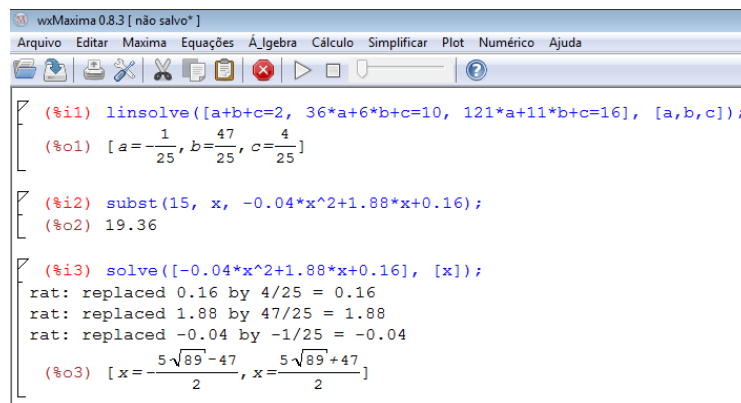 wxMaxima 0.8.3 [ não salvo* ]
Arquivo Editar Maxima Equações Á_lgebra Cálculo Simplificar Plot Numérico Ajuda
(%i1) linsolve([a+b+c=2, 36*a+6*b+c=10, 121*a+11*b+c=16], [a,b,c]);
(%o1) [a=-1/25, b=47/25, c=4/25]
(%i2) subst(15, x, -0.04*x^2+1.88*x+0.16);
(%o2) 19.36
(%i3) solve([-0.04*x^2+1.88*x+0.16], [x]);
rat: replaced 0.16 by 4/25 = 0.16
rat: replaced 1.88 by 47/25 = 1.88
rat: replaced -0.04 by -1/25 = -0.04
(%o3) [x=-(5√89-47)/2, x=(5√89+47)/2]